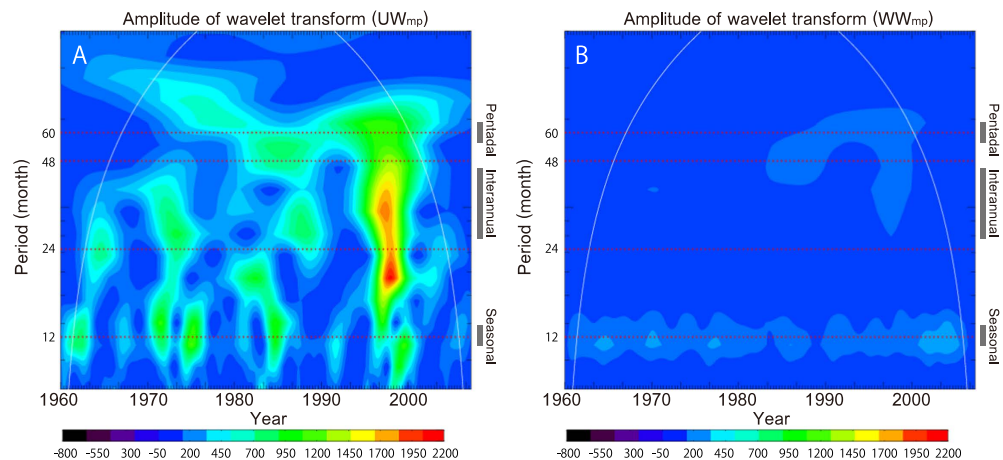 Amplitude of wavelet transform (UWmp)
A
Period (month)
60
48
24
12
1960 1970 1980 1990 2000
Year
Pentadal
Interannual
Seasonal
-800 -550 -300 -50 200 450 700 950 1200 1450 1700 1950 2200
Amplitude of wavelet transform (WWmp)
B
Period (month)
60
48
24
12
1960 1970 1980 1990 2000
Year
Pentadal
Interannual
Seasonal
-800 -550 -300 -50 200 450 700 950 1200 1450 1700 1950 2200